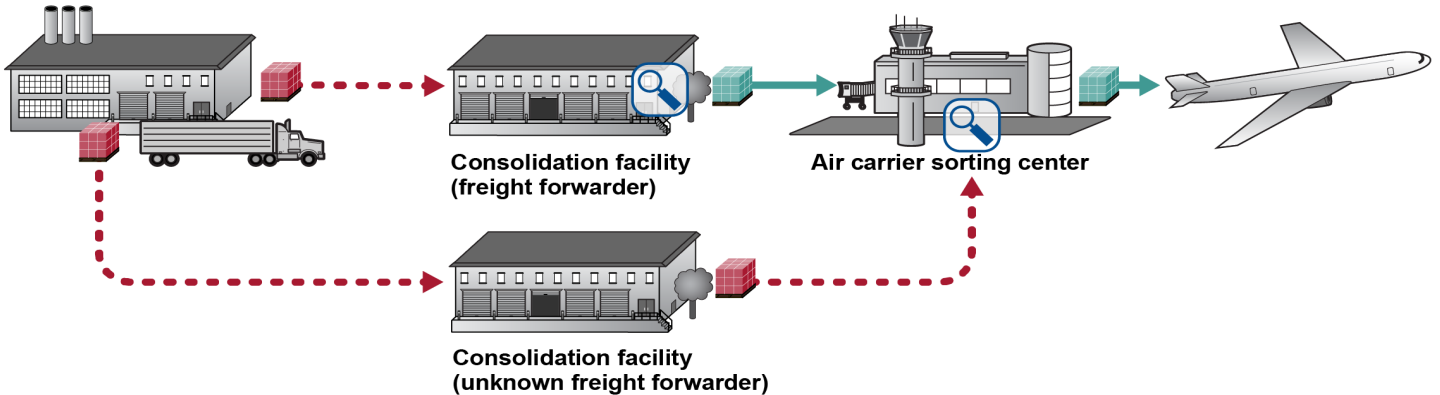 Consolidation facility
(freight forwarder)
Air carrier sorting center
Consolidation facility
(unknown freight forwarder)